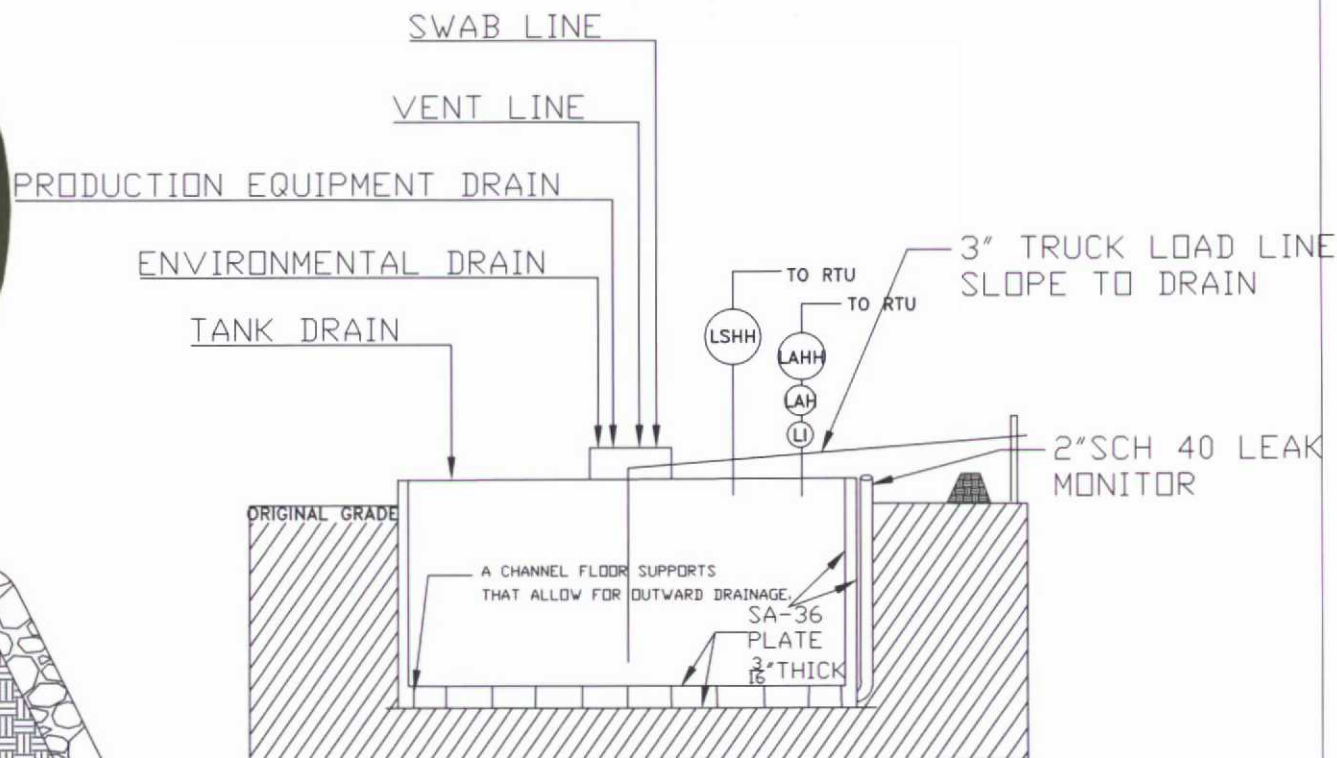 SWAB LINE
VENT LINE
PRODUCTION EQUIPMENT DRAIN
ENVIRONMENTAL DRAIN
TANK DRAIN
TO RTU
TO RTU
LSHH
LAHH
LAH
LI
3" TRUCK LOAD LINE
SLOPE TO DRAIN
2"SCH 40 LEAK
MONITOR
ORIGINAL GRADE
A CHANNEL FLOOR SUPPORTS
THAT ALLOW FOR OUTWARD DRAINAGE.
SA-36
PLATE
3/16" THICK